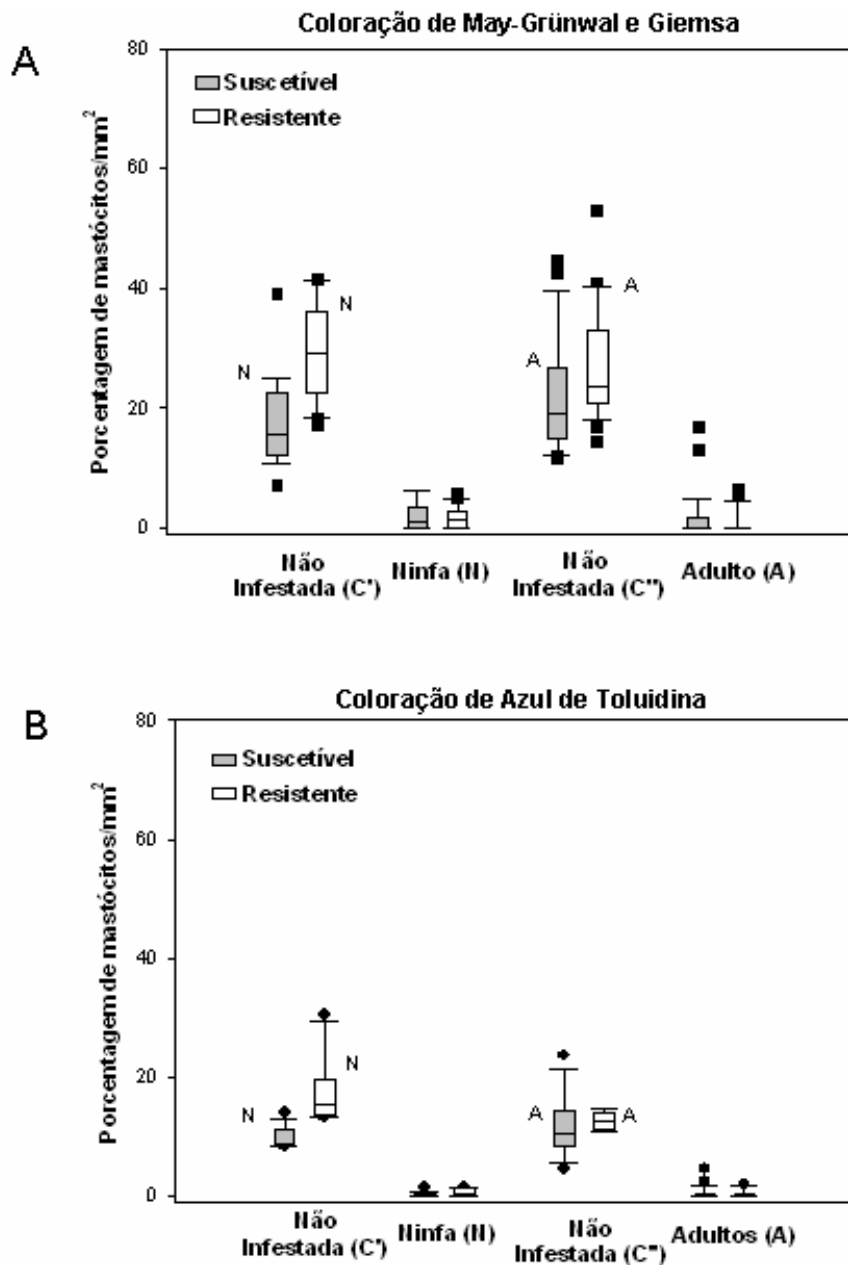 A
Coloração de May-Grünwal e Giemsa
Porcentagem de mastócitos/mm²
80
60
40
20
0
Suscetível
Resistente
N
N
A
A
Não
Infestada (C')
Ninfa (N)
Não
Infestada (C'')
Adulto (A)
B
Coloração de Azul de Toluidina
Porcentagem de mastócitos/mm²
80
60
40
20
0
Suscetível
Resistente
N
N
A
A
Não
Infestada (C')
Ninfa (N)
Não
Infestada (C'')
Adultos (A)